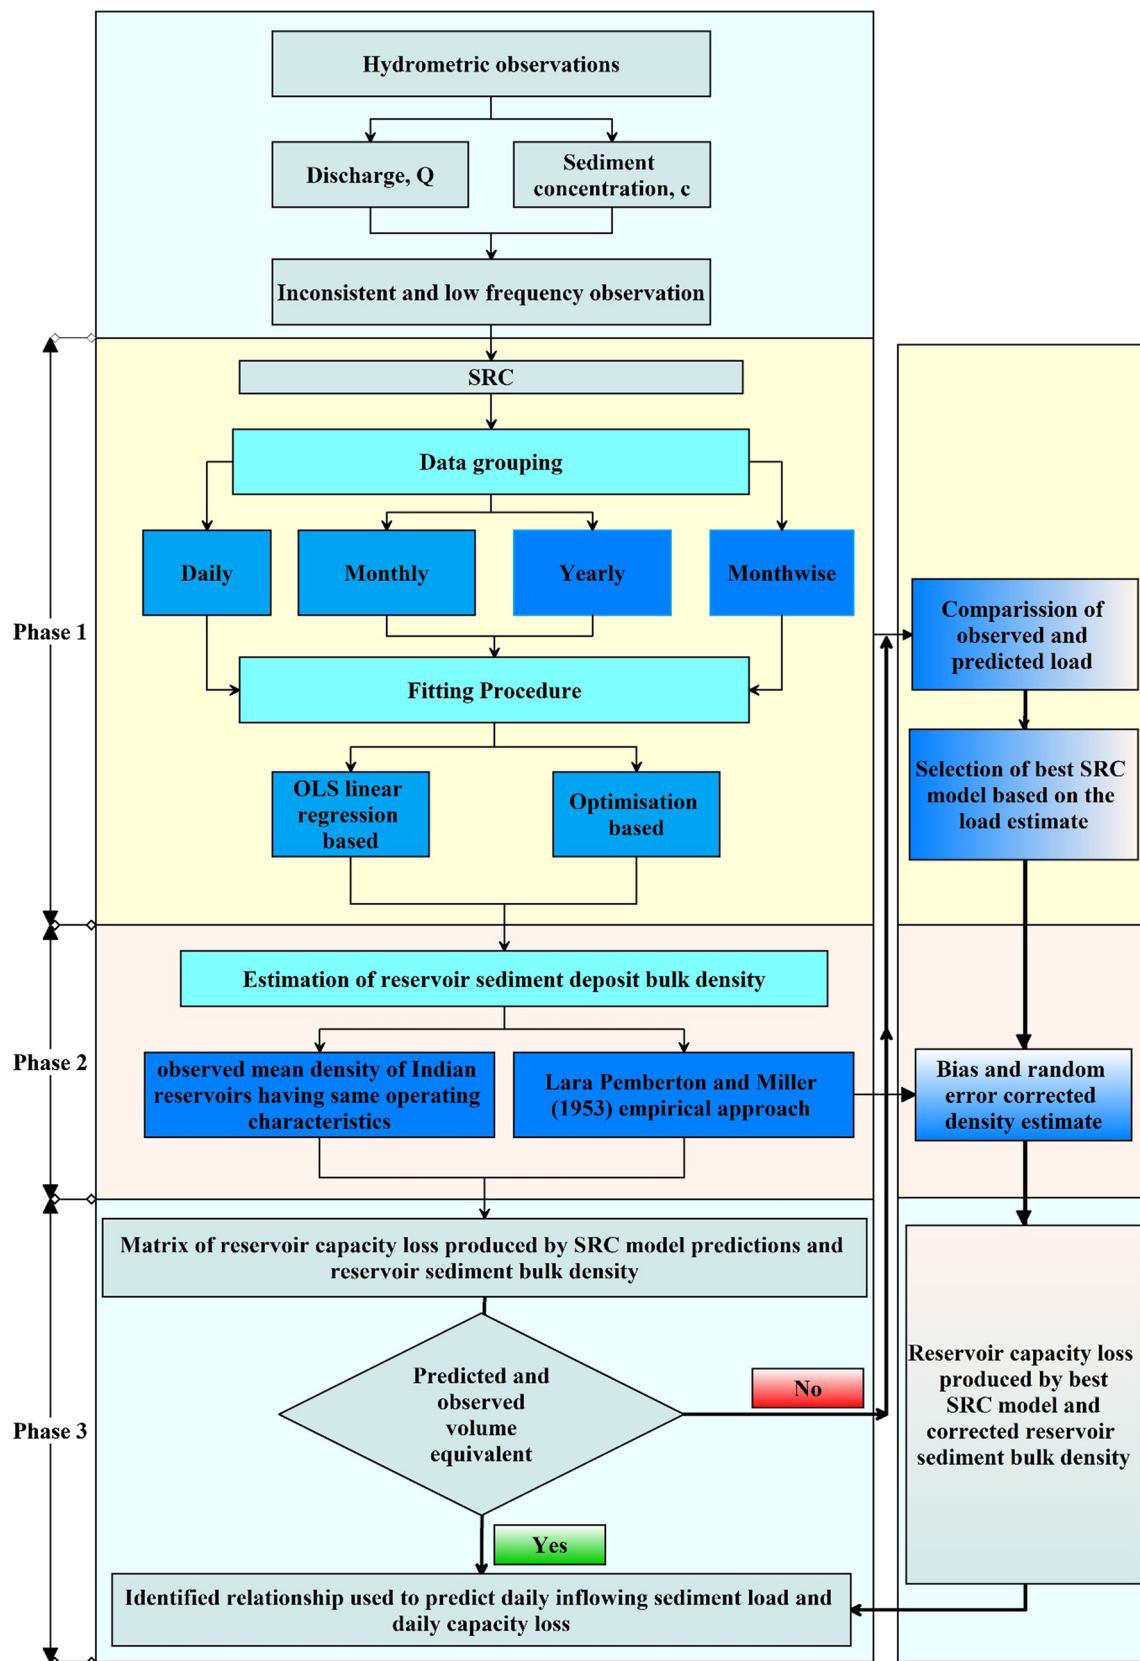 Hydrometric observations
Discharge, Q
Sediment
concentration, c
Inconsistent and low frequency observation
Phase 1
SRC
Data grouping
Daily
Monthly
Yearly
Monthwise
Fitting Procedure
OLS linear
regression
based
Optimisation
based
Comparission of
observed and
predicted load
Selection of best SRC
model based on the
load estimate
Phase 2
Estimation of reservoir sediment deposit bulk density
observed mean density of Indian
reservoirs having same operating
characteristics
Lara Pemberton and Miller
(1953) empirical approach
Bias and random
error corrected
density estimate
Phase 3
Matrix of reservoir capacity loss produced by SRC model predictions and
reservoir sediment bulk density
Predicted and
observed
volume
equivalent
No
Yes
Reservoir capacity loss
produced by best
SRC model and
corrected reservoir
sediment bulk density
Identified relationship used to predict daily inflowing sediment load and
daily capacity loss